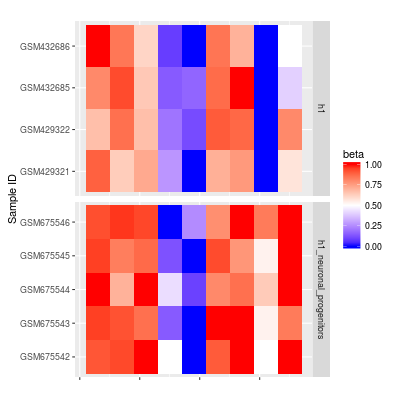 GSM432686
GSM432685
GSM429322
GSM429321
h1
GSM675546
GSM675545
GSM675544
GSM675543
GSM675542
h1_neuronal_progenitors
Sample ID
beta
1.00
0.75
0.50
0.25
0.00